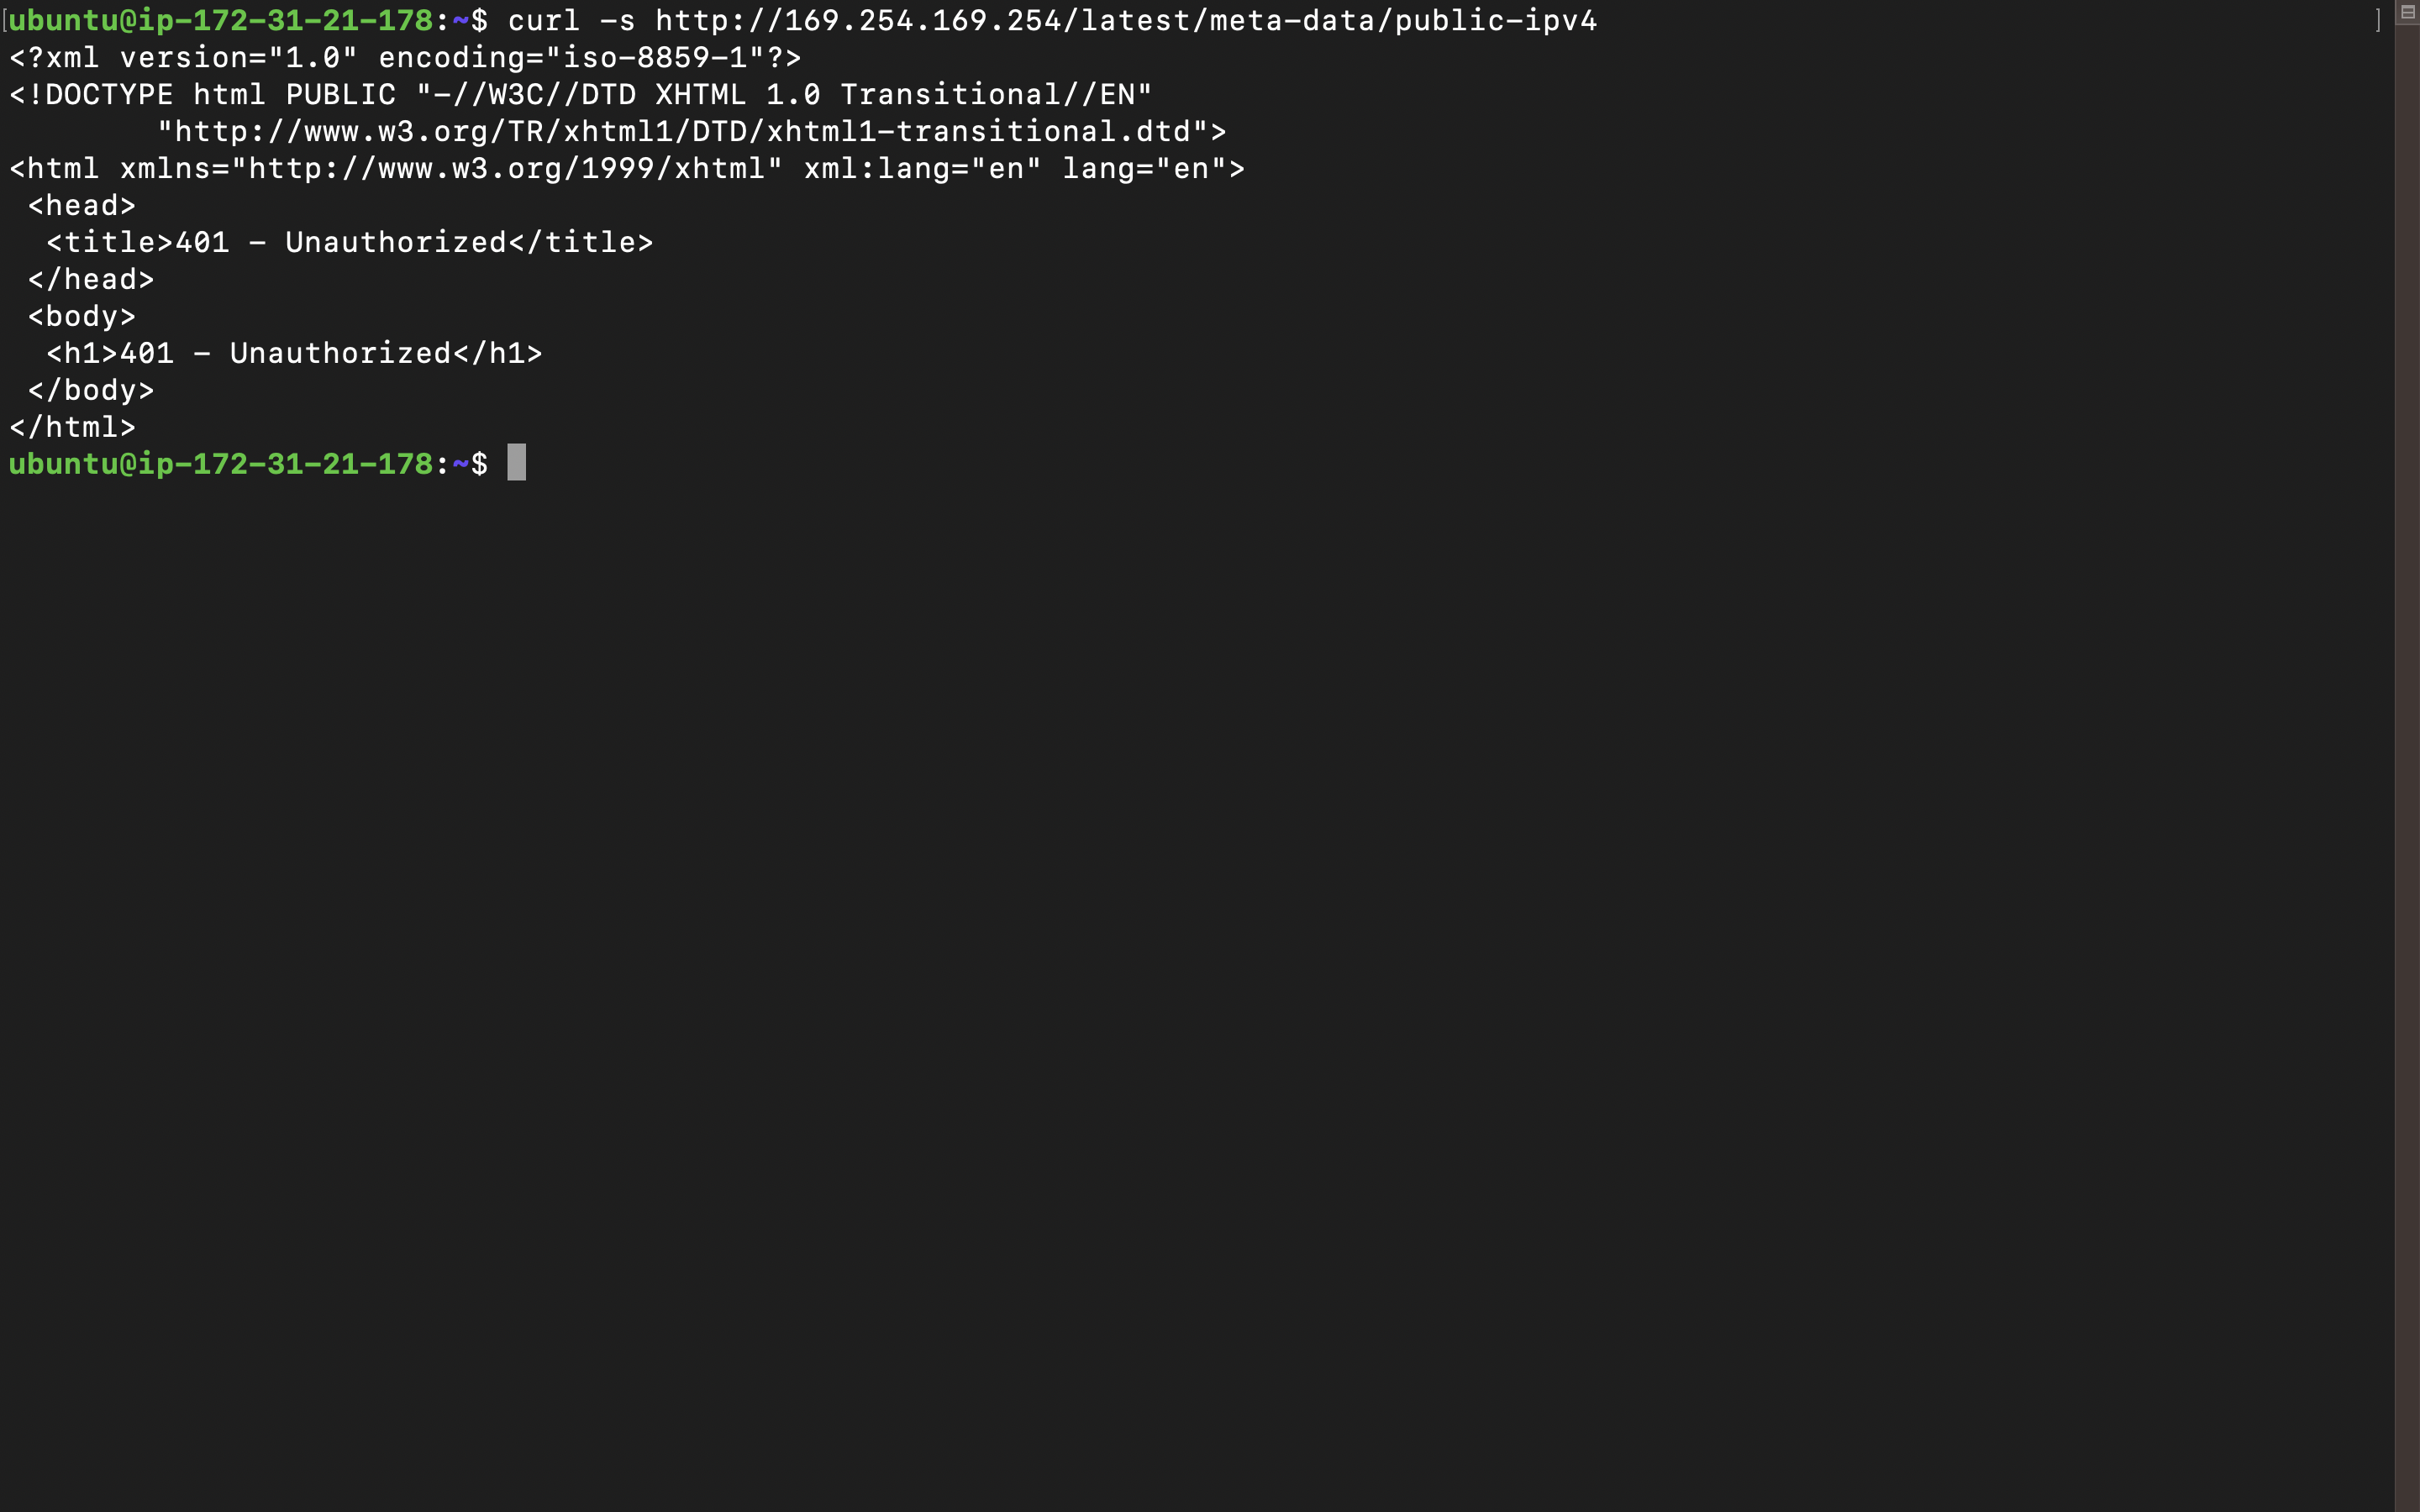 [ubuntu@ip-172-31-21-178:~$ curl -s http://169.254.169.254/latest/meta-data/public-ipv4 ]
<?xml version="1.0" encoding="iso-8859-1"?>
<!DOCTYPE html PUBLIC "-//W3C//DTD XHTML 1.0 Transitional//EN"
        "http://www.w3.org/TR/xhtml1/DTD/xhtml1-transitional.dtd">
<html xmlns="http://www.w3.org/1999/xhtml" xml:lang="en" lang="en">
 <head>
  <title>401 - Unauthorized</title>
 </head>
 <body>
  <h1>401 - Unauthorized</h1>
 </body>
</html>
ubuntu@ip-172-31-21-178:~$